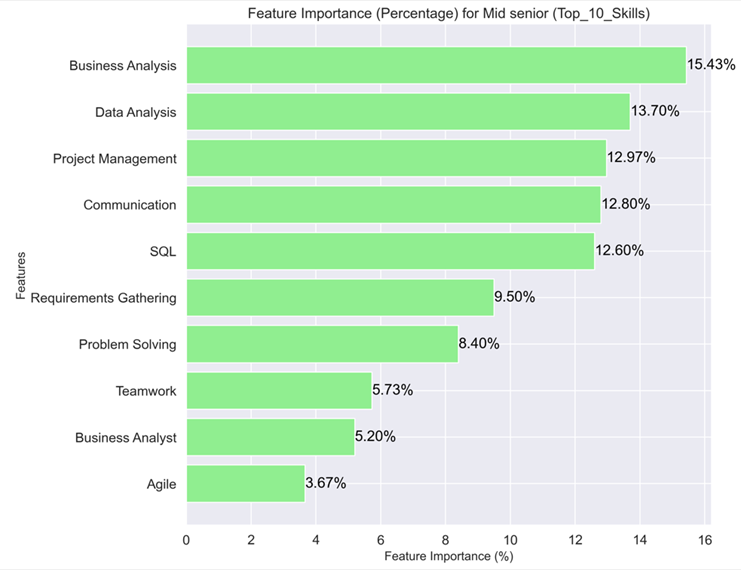 Feature Importance (Percentage) for Mid senior (Top_10_Skills)
Business Analysis 15.43%
Data Analysis 13.70%
Project Management 12.97%
Communication 12.80%
SQL 12.60%
Features
Requirements Gathering 9.50%
Problem Solving 8.40%
Teamwork 5.73%
Business Analyst 5.20%
Agile 3.67%
0 2 4 6 8 10 12 14 16
Feature Importance (%)